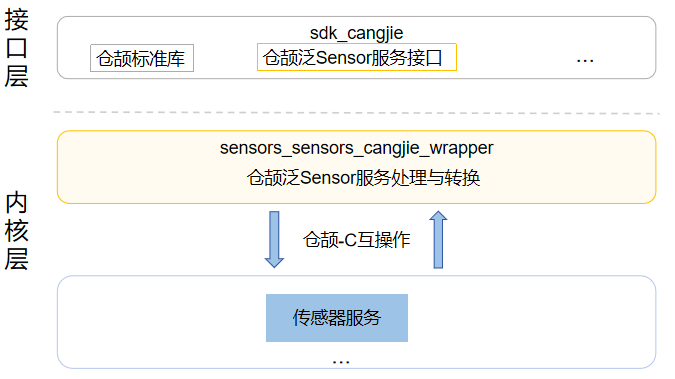 接口层
sdk_cangjie
仓颉标准库
仓颉泛Sensor服务接口
...
内核层
sensors_sensors_cangjie_wrapper
仓颉泛Sensor服务处理与转换
仓颉-C互操作
传感器服务
...